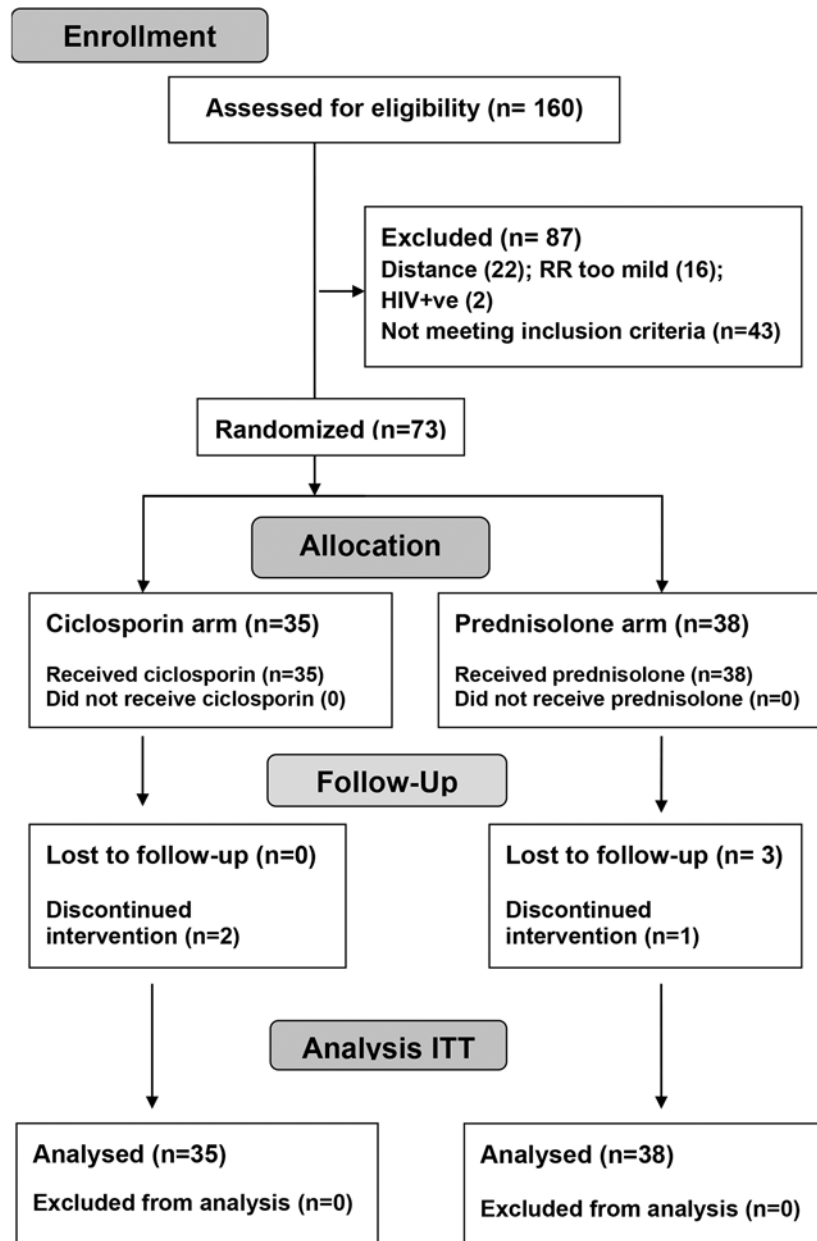 Enrollment
Assessed for eligibility (n= 160)
Excluded (n= 87)
Distance (22); RR too mild (16);
HIV+ve (2)
Not meeting inclusion criteria (n=43)
Randomized (n=73)
Allocation
Ciclosporin arm (n=35)
Received ciclosporin (n=35)
Did not receive ciclosporin (0)
Prednisolone arm (n=38)
Received prednisolone (n=38)
Did not receive prednisolone (n=0)
Follow-Up
Lost to follow-up (n=0)
Discontinued
intervention (n=2)
Lost to follow-up (n= 3)
Discontinued
intervention (n=1)
Analysis ITT
Analysed (n=35)
Excluded from analysis (n=0)
Analysed (n=38)
Excluded from analysis (n=0)